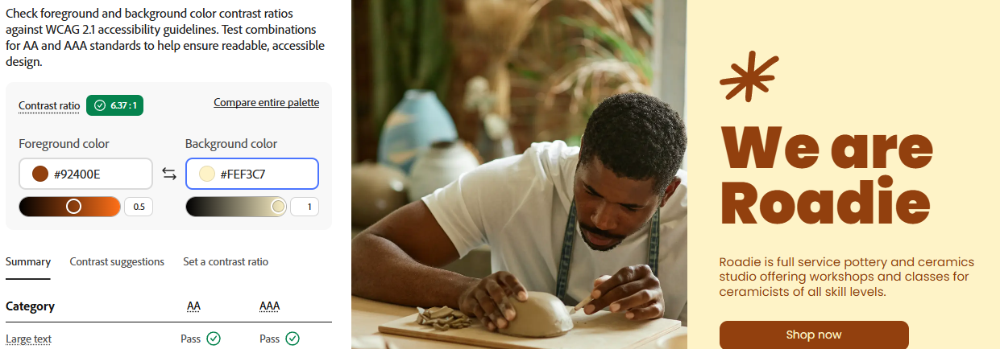 Check foreground and background color contrast ratios
against WCAG 2.1 accessibility guidelines. Test combinations
for AA and AAA standards to help ensure readable, accessible
design.
Contrast ratio 6.37 : 1 Compare entire palette
Foreground color Background color
#92400E #FEF3C7
0.5 1
Summary Contrast suggestions Set a contrast ratio
Category AA AAA
Large text Pass Pass
We are
Roadie
Roadie is full service pottery and ceramics
studio offering workshops and classes for
ceramicists of all skill levels.
Shop now